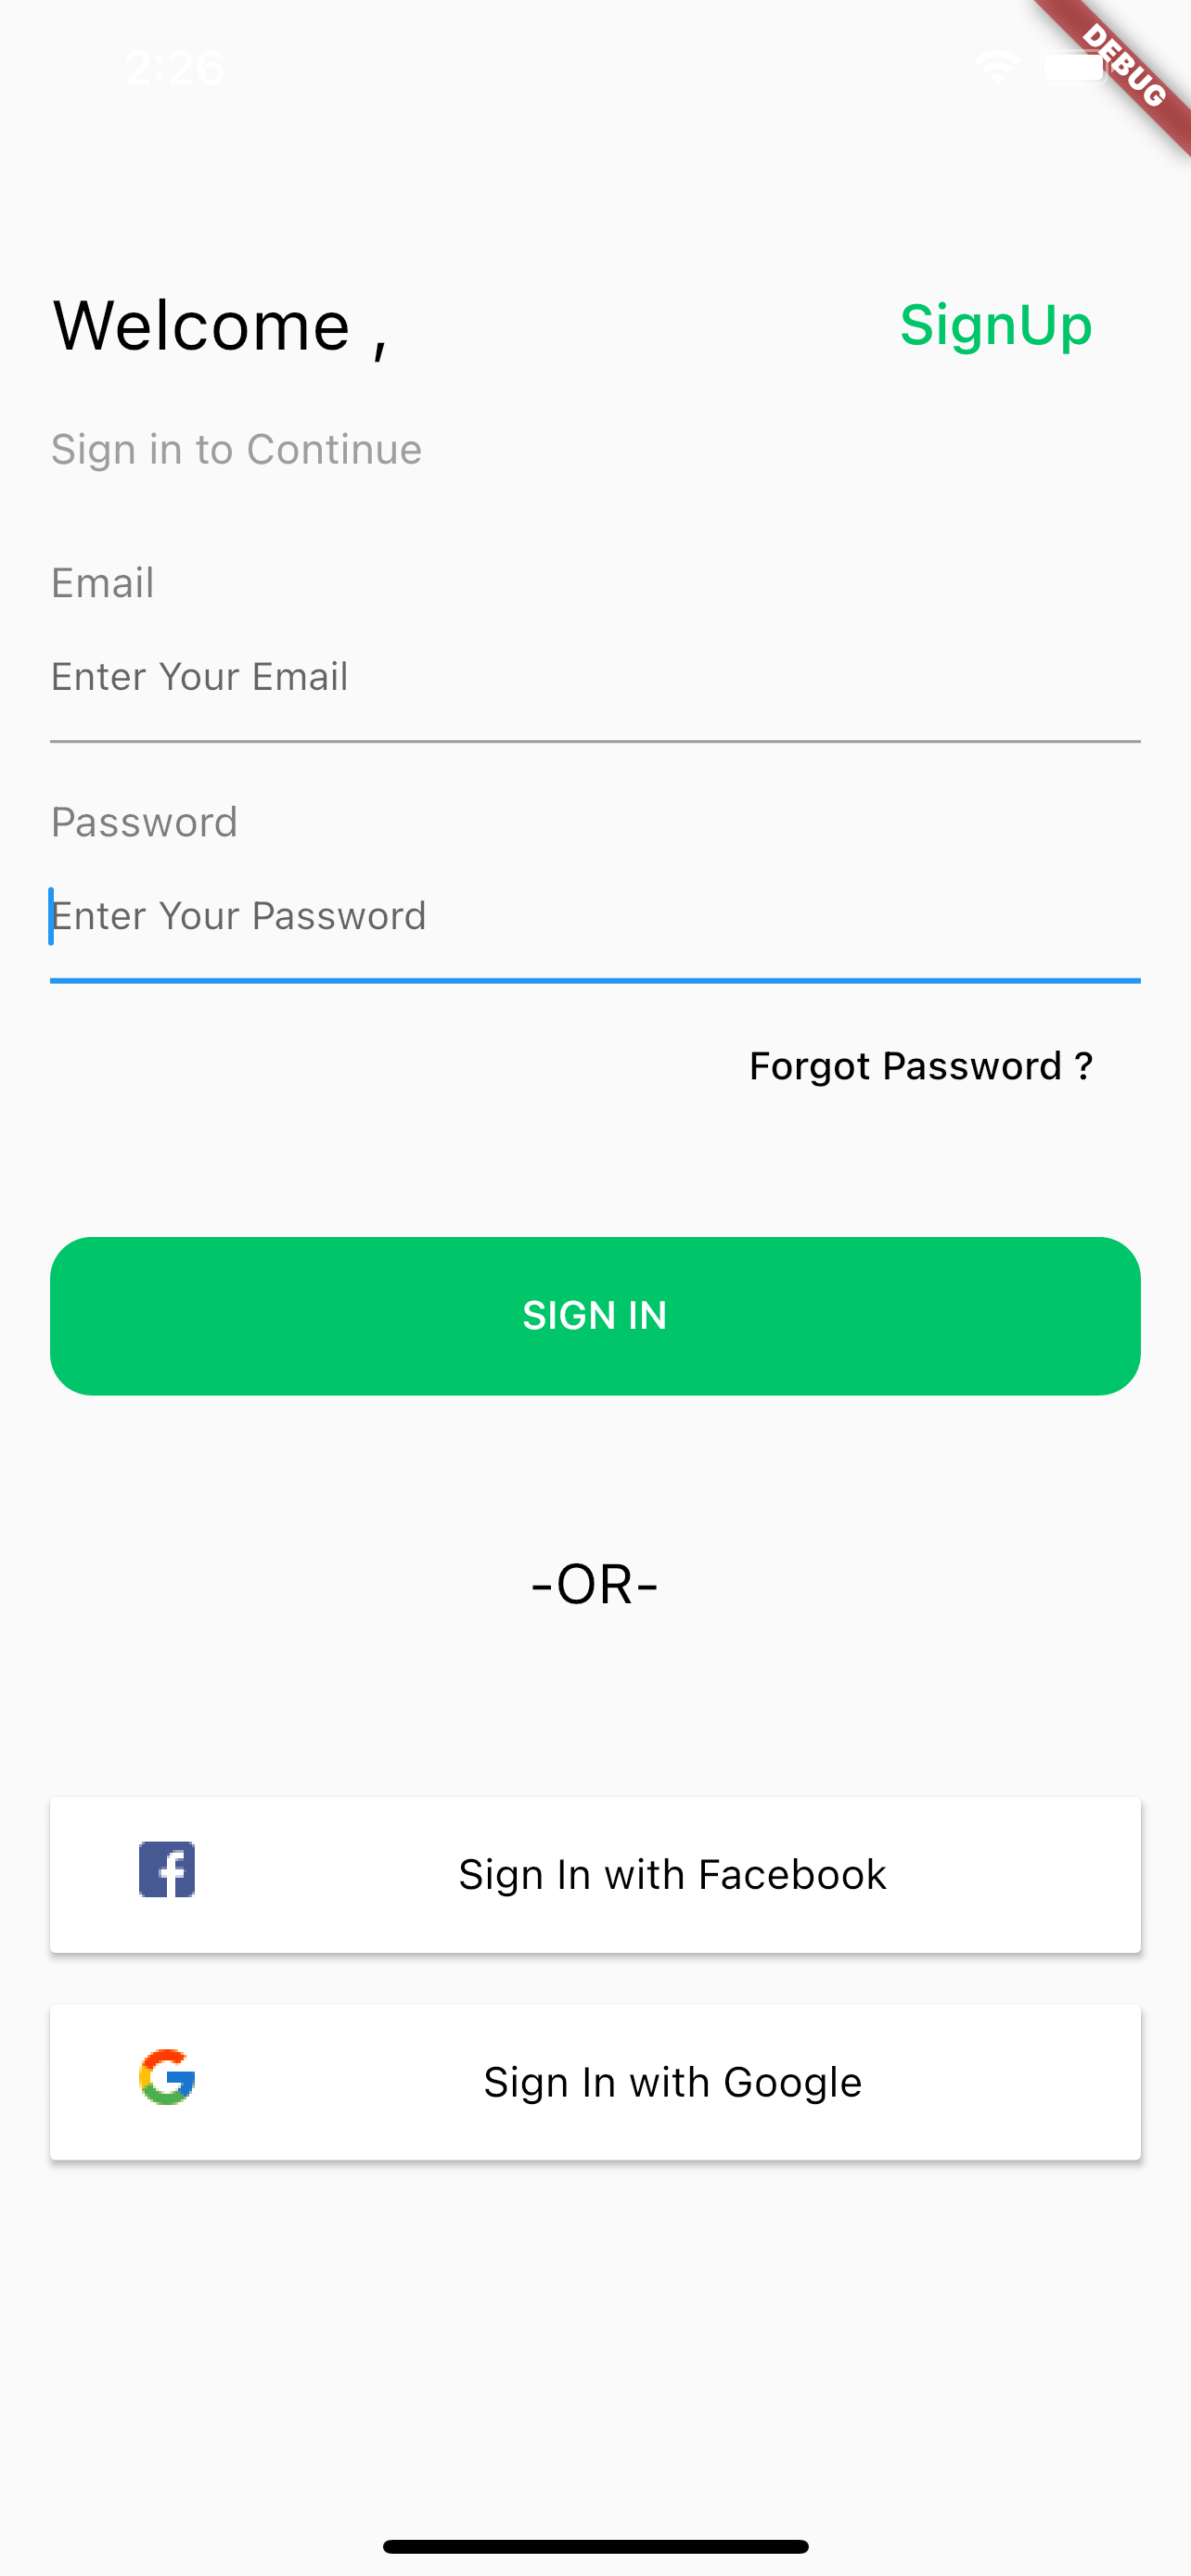 2:26
DEBUG
Welcome ,
SignUp
Sign in to Continue
Email
Enter Your Email
Password
Enter Your Password
Forgot Password ?
SIGN IN
-OR-
Sign In with Facebook
Sign In with Google